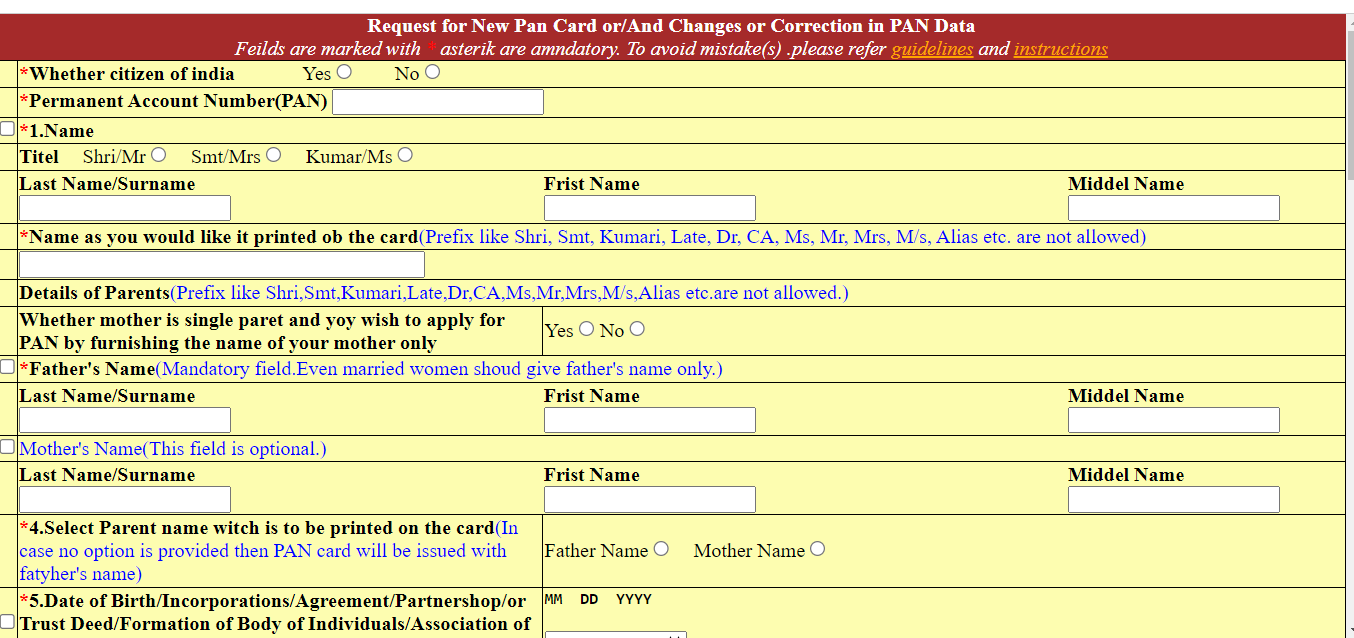 Request for New Pan Card or/And Changes or Correction in PAN Data
Feilds are marked with * asterik are amndatory. To avoid mistake(s) .please refer guidelines and instructions
*Whether citizen of india Yes No
*Permanent Account Number(PAN)
*1.Name
Titel Shri/Mr Smt/Mrs Kumar/Ms
Last Name/Surname Frist Name Middel Name
*Name as you would like it printed ob the card(Prefix like Shri, Smt, Kumari, Late, Dr, CA, Ms, Mr, Mrs, M/s, Alias etc. are not allowed)
Details of Parents(Prefix like Shri,Smt,Kumari,Late,Dr,CA,Ms,Mr,Mrs,M/s,Alias etc.are not allowed.)
Whether mother is single paret and yoy wish to apply for
PAN by furnishing the name of your mother only
Yes No
*Father's Name(Mandatory field.Even married women shoud give father's name only.)
Last Name/Surname Frist Name Middel Name
Mother's Name(This field is optional.)
Last Name/Surname Frist Name Middel Name
*4.Select Parent name witch is to be printed on the card(In
case no option is provided then PAN card will be issued with
fatyher's name)
Father Name Mother Name
*5.Date of Birth/Incorporations/Agreement/Partnershop/or
Trust Deed/Formation of Body of Individuals/Association of
MM DD YYYY